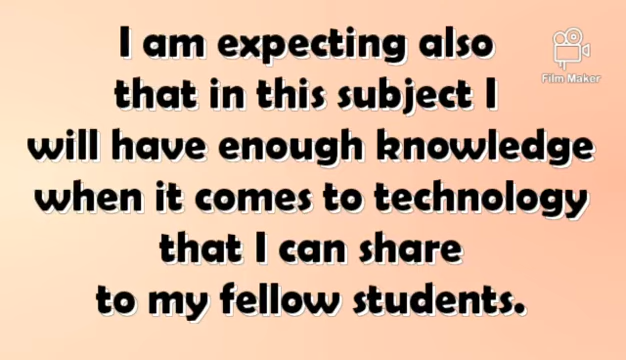 I am expecting also
that in this subject I
will have enough knowledge
when it comes to technology
that I can share
to my fellow students.
Film Maker